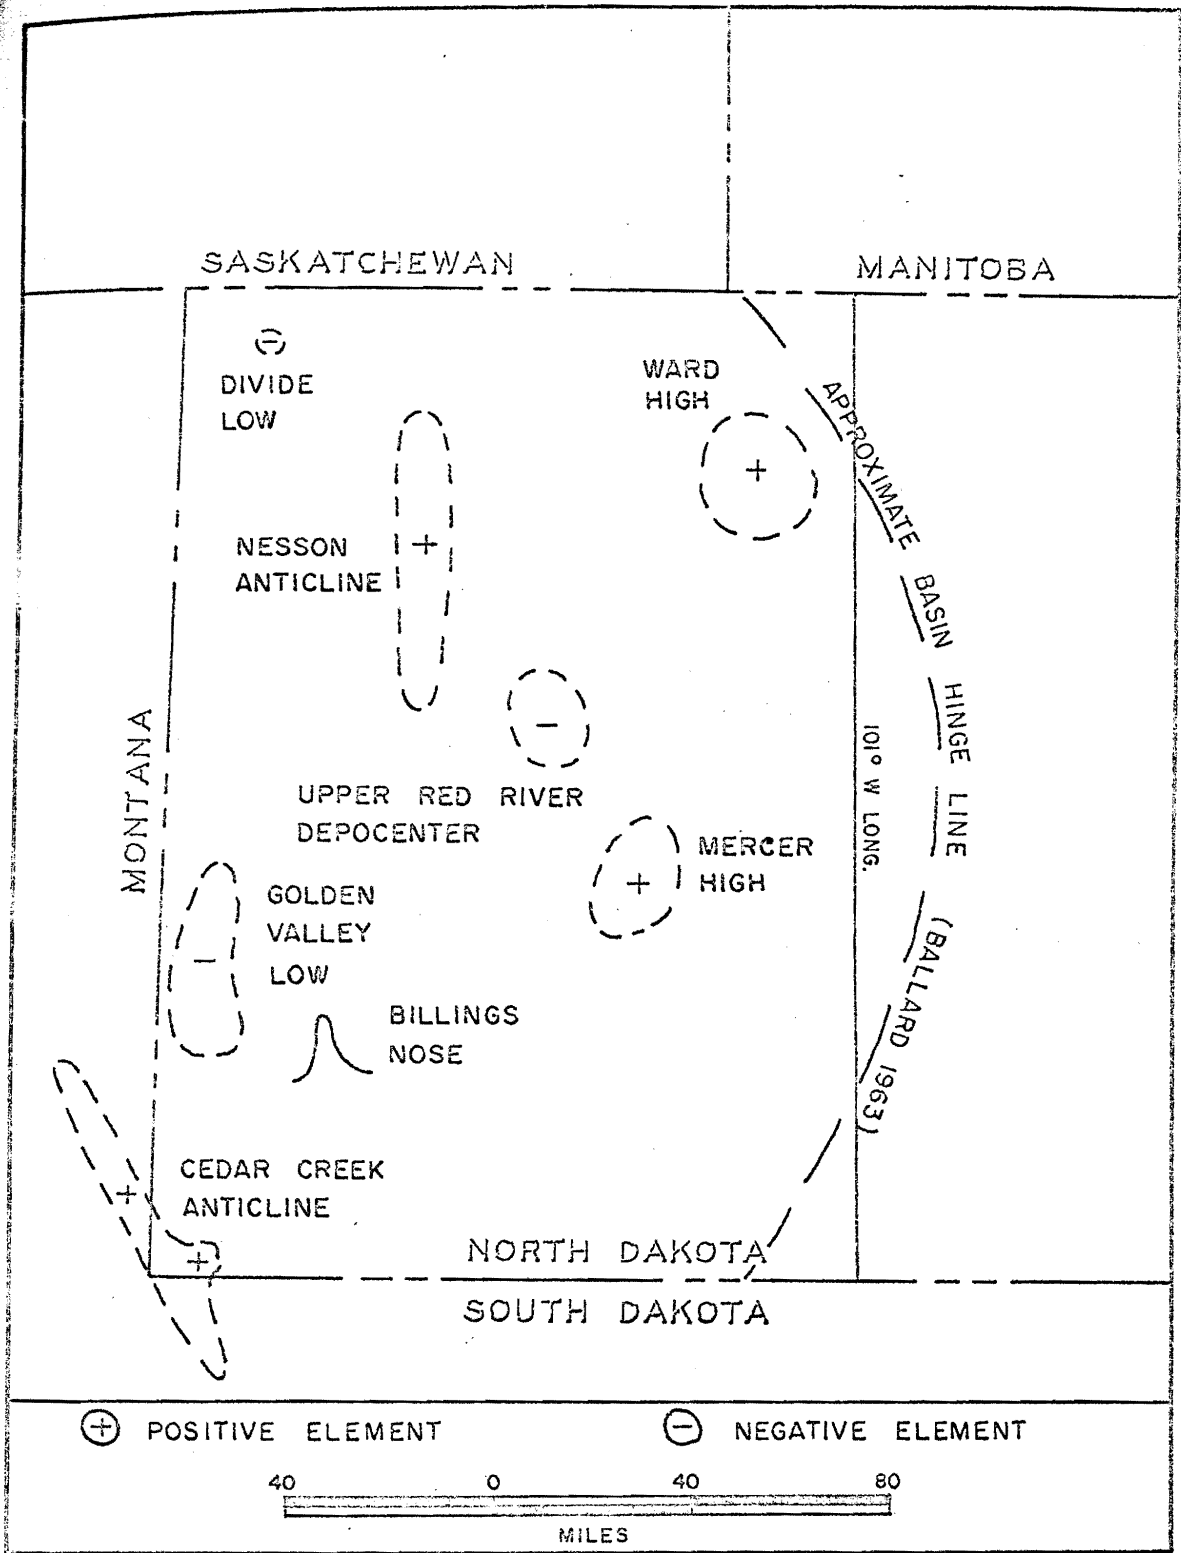 SASKATCHEWAN
MANITOBA
DIVIDE
LOW
WARD
HIGH
APPROXIMATE BASIN HINGE LINE (BALLARD 1963)
NESSON
ANTICLINE
MONTANA
101° W LONG.
UPPER RED RIVER
DEPOCENTER
MERCER
HIGH
GOLDEN
VALLEY
LOW
BILLINGS
NOSE
CEDAR CREEK
ANTICLINE
NORTH DAKOTA
SOUTH DAKOTA
+ POSITIVE ELEMENT
- NEGATIVE ELEMENT
40 0 40 80
MILES